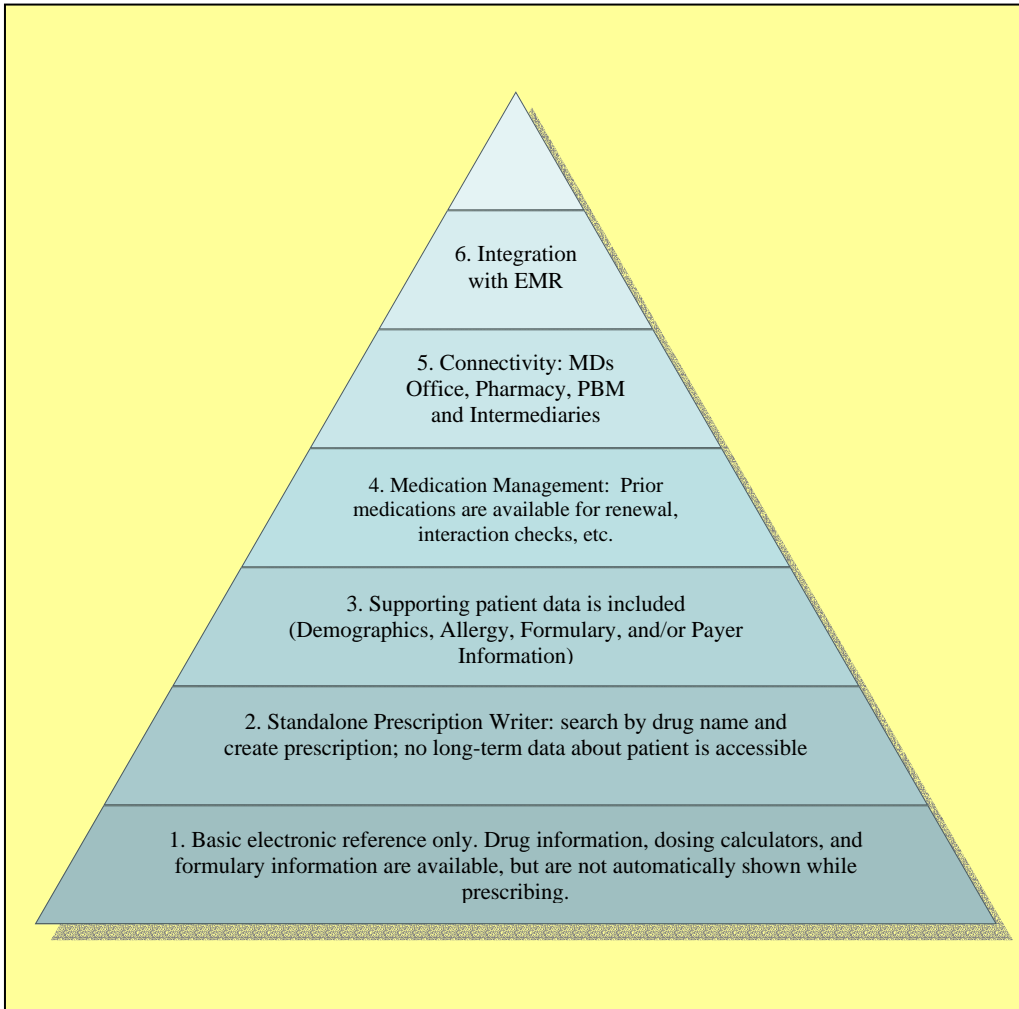 6. Integration
with EMR
5. Connectivity: MDs
Office, Pharmacy, PBM
and Intermediaries
4. Medication Management:  Prior
medications are available for renewal,
interaction checks, etc.
3. Supporting patient data is included
(Demographics, Allergy, Formulary, and/or Payer
Information)
2. Standalone Prescription Writer: search by drug name and
create prescription; no long-term data about patient is accessible
1. Basic electronic reference only. Drug information, dosing calculators, and
formulary information are available, but are not automatically shown while
prescribing.